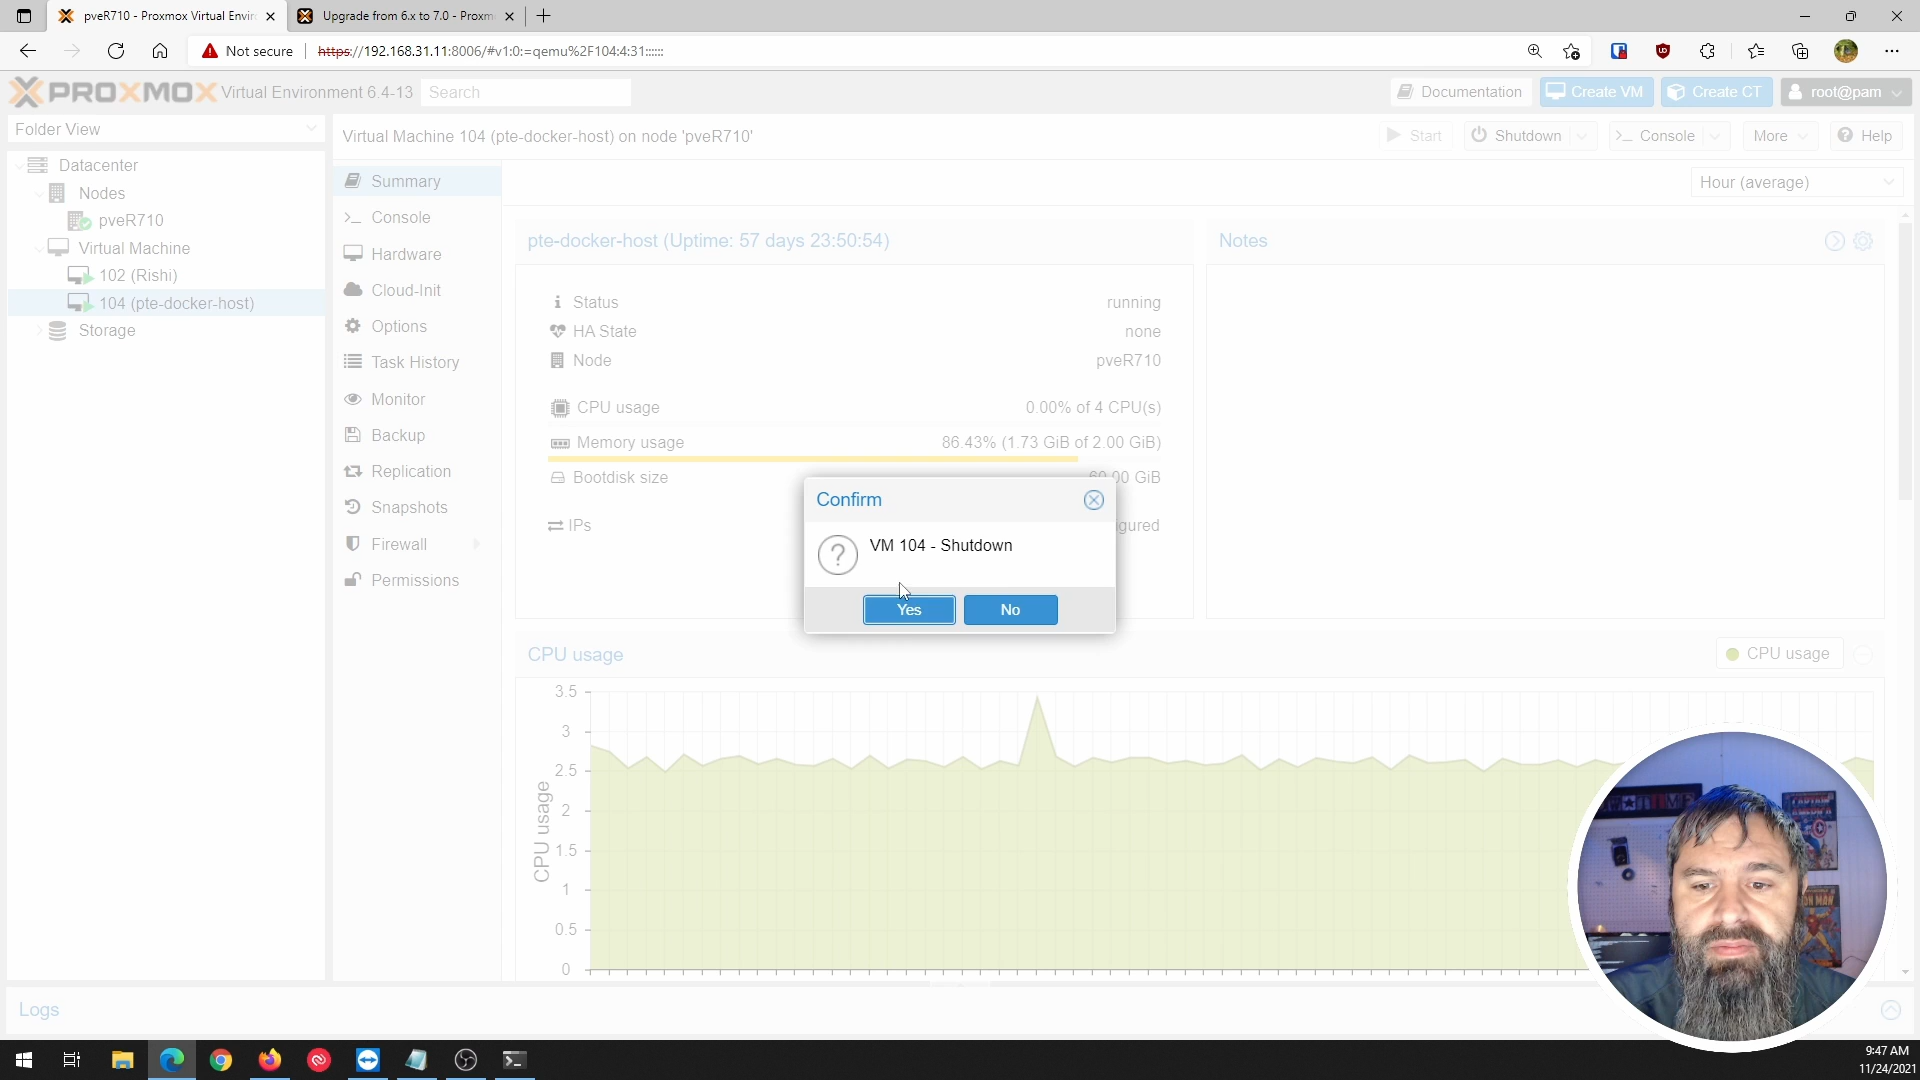 pveR710 - Proxmox Virtual Envir
Upgrade from 6.x to 7.0 - Proxm
Not secure
https://192.168.31.11:8006/#v1:0:=qemu%2F104:4:31::::::
PROXMOX Virtual Environment 6.4-13
Search
Documentation
Create VM
Create CT
root@pam
Folder View
Virtual Machine 104 (pte-docker-host) on node 'pveR710'
Start
Shutdown
Console
More
Help
Datacenter
Nodes
pveR710
Virtual Machine
102 (Rishi)
104 (pte-docker-host)
Storage
Summary
Console
Hardware
Cloud-Init
Options
Task History
Monitor
Backup
Replication
Snapshots
Firewall
Permissions
Hour (average)
pte-docker-host (Uptime: 57 days 23:50:54)
Status running
HA State none
Node pveR710
CPU usage 0.00% of 4 CPU(s)
Memory usage 86.43% (1.73 GiB of 2.00 GiB)
Bootdisk size 60.00 GiB
IPs
igured
Notes
Confirm
VM 104 - Shutdown
Yes
No
CPU usage
CPU usage
CPU usage
3.5
3
2.5
2
1.5
1
0.5
0
CAPTAIN
IRON MAN
Logs
9:47 AM
11/24/2021